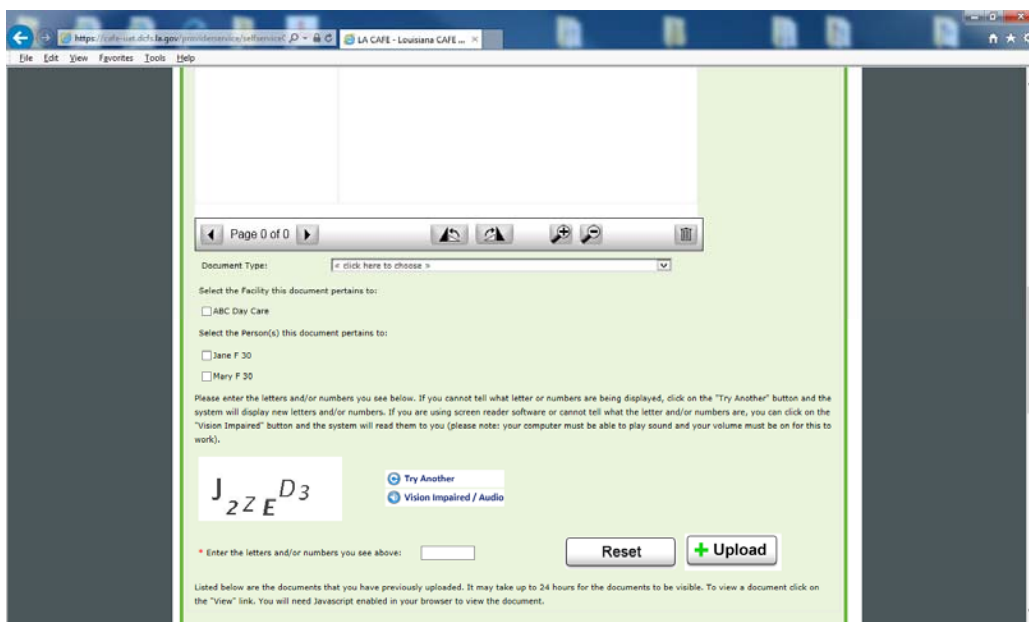 https://cafe-uat.dcfs.la.gov/providerservice/selfserviceC
LA CAFE - Louisiana CAFE ...
File Edit View Favorites Tools Help
Page 0 of 0
Document Type: < click here to choose >
Select the Facility this document pertains to:
ABC Day Care
Select the Person(s) this document pertains to:
Jane F 30
Mary F 30
Please enter the letters and/or numbers you see below. If you cannot tell what letter or numbers are being displayed, click on the "Try Another" button and the
system will display new letters and/or numbers. If you are using screen reader software or cannot tell what the letter and/or numbers are, you can click on the
"Vision Impaired" button and the system will read them to you (please note: your computer must be able to play sound and your volume must be on for this to
work).
J2ZED3
Try Another
Vision Impaired / Audio
* Enter the letters and/or numbers you see above:
Reset
Upload
Listed below are the documents that you have previously uploaded. It may take up to 24 hours for the documents to be visible. To view a document click on
the "View" link. You will need Javascript enabled in your browser to view the document.